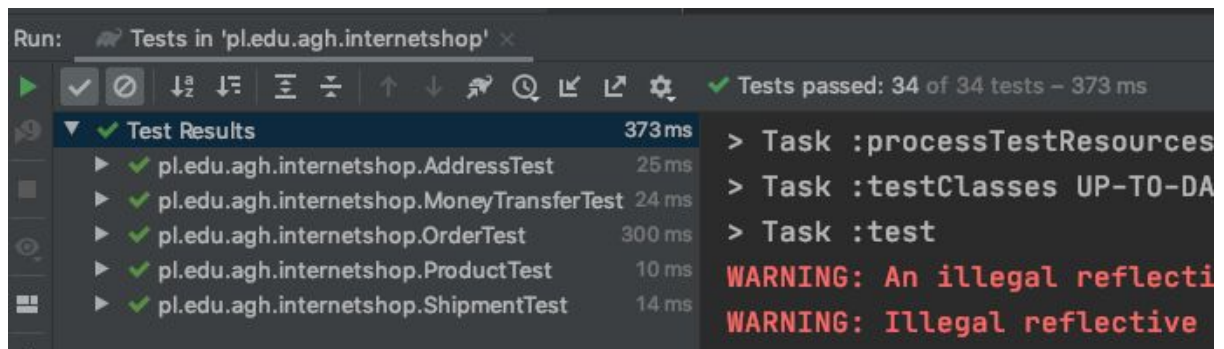 Run: Tests in 'pl.edu.agh.internetshop'
Tests passed: 34 of 34 tests – 373 ms
Test Results 373 ms
pl.edu.agh.internetshop.AddressTest 25 ms
pl.edu.agh.internetshop.MoneyTransferTest 24 ms
pl.edu.agh.internetshop.OrderTest 300 ms
pl.edu.agh.internetshop.ProductTest 10 ms
pl.edu.agh.internetshop.ShipmentTest 14 ms
> Task :processTestResources
> Task :testClasses UP-TO-DA
> Task :test
WARNING: An illegal reflecti
WARNING: Illegal reflective